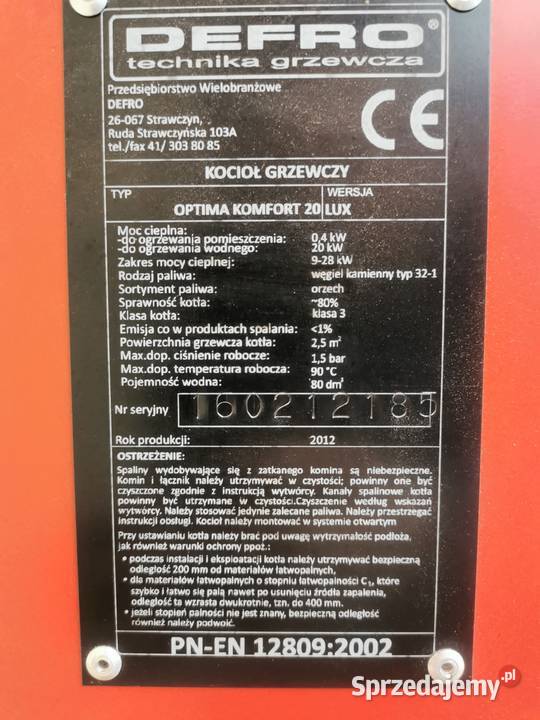 DEFRO®
technika grzewcza
Przedsiębiorstwo Wielobranżowe
DEFRO
26-067 Strawczyn,
Ruda Strawczyńska 103A
tel./fax 41/ 303 80 85
CE
KOCIOŁ GRZEWCZY
TYP WERSJA
OPTIMA KOMFORT 20 LUX
Moc cieplna:
-do ogrzewania pomieszczenia: 0,4 kW
-do ogrzewania wodnego: 20 kW
Zakres mocy cieplnej: 9-28 kW
Rodzaj paliwa: węgiel kamienny typ 32-1
Sortyment paliwa: orzech
Sprawność kotła: ~80%
Klasa kotła: klasa 3
Emisja co w produktach spalania: <1%
Powierzchnia grzewcza kotła: 2,5 m²
Max.dop. ciśnienie robocze: 1,5 bar
Max.dop. temperatura robocza: 90 °C
Pojemność wodna: 80 dm³
Nr seryjny 160212185
Rok produkcji: 2012
OSTRZEŻENIE:
Spaliny wydobywające się z zatkanego komina są niebezpieczne.
Komin i łącznik należy utrzymywać w czystości; powinny one być
czyszczone zgodnie z instrukcją wytwórcy. Kanały spalinowe kotła
powinny być utrzymane w czystości.Czyszczenie według wskazań
wytwórcy. Należy stosować jedynie zalecane paliwa. Należy przestrzegać
instrukcji obsługi. Kocioł należy montować w systemie otwartym
Przy ustawianiu kotła należy brać pod uwagę wytrzymałość podłoża,
jak również warunki ochrony ppoż.:
• podczas instalacji i eksploatacji kotła należy utrzymywać bezpieczną
odległość 200 mm od materiałów łatwopalnych,
• dla materiałów łatwopalnych o stopniu łatwopalności C₁, które
szybko i łatwo się palą nawet po usunięciu źródła zapalenia,
odległość ta wzrasta dwukrotnie, tzn. do 400 mm.
• jeżeli stopień palności nie jest znany, bezpieczną odległość
również należy podwoić.
PN-EN 12809:2002
Sprzedajemy.pl